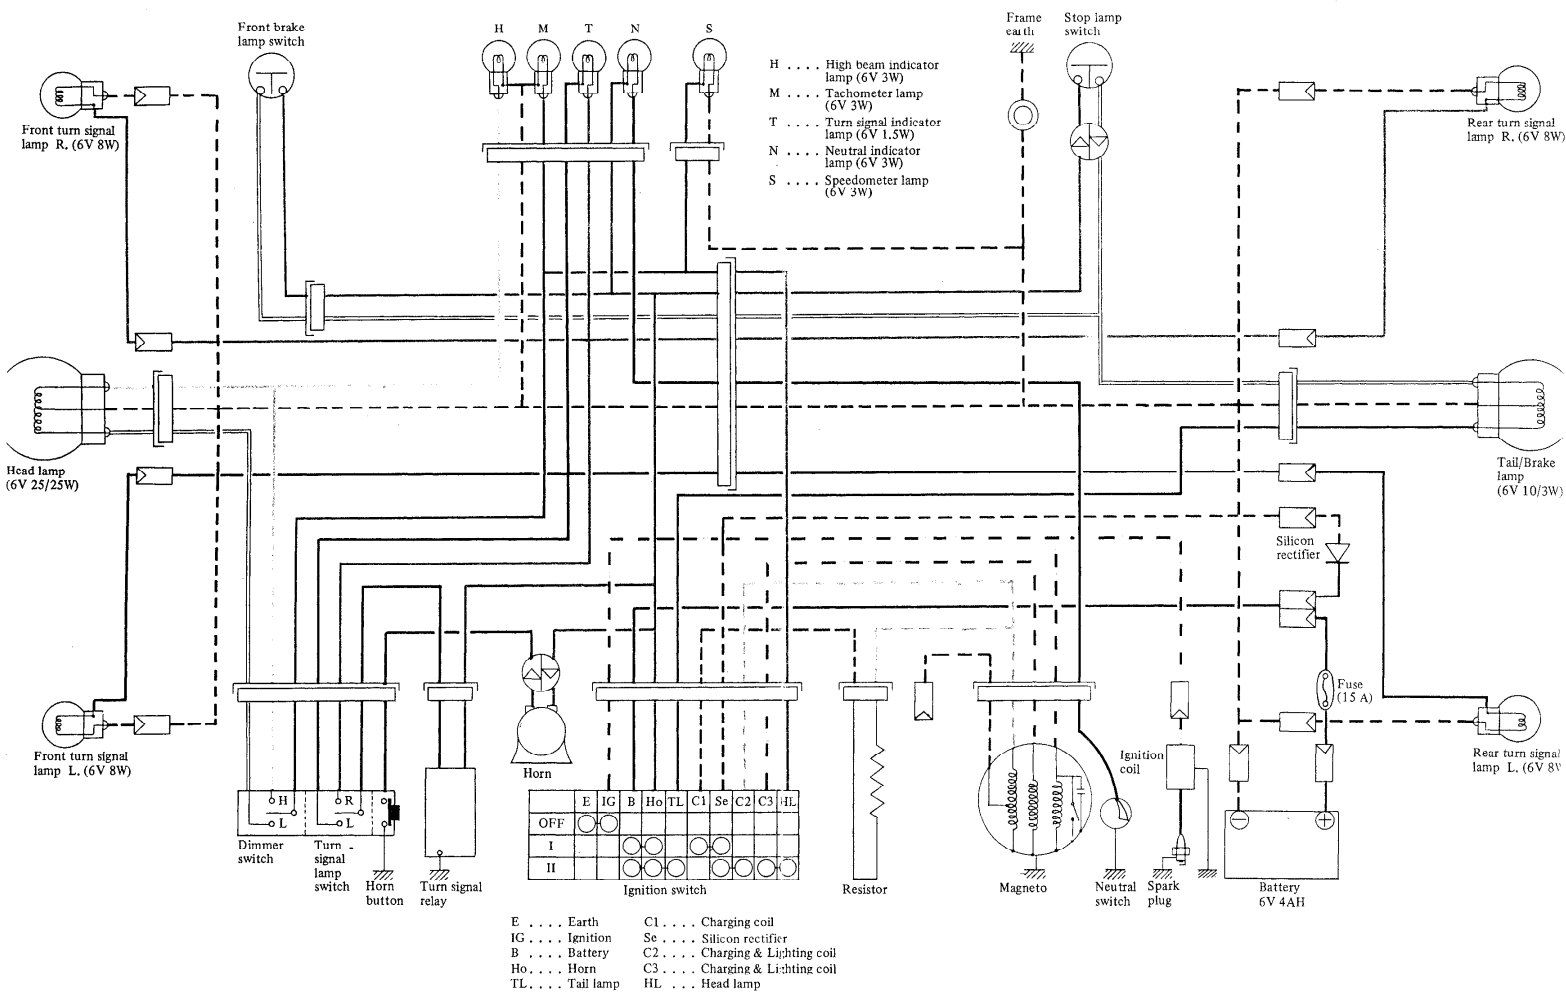 Front brake
lamp switch
H M T N S
Frame
earth
Stop lamp
switch
H .... High beam indicator
lamp (6V 3W)
M .... Tachometer lamp
(6V 3W)
T .... Turn signal indicator
lamp (6V 1.5W)
N .... Neutral indicator
lamp (6V 3W)
S .... Speedometer lamp
(6V 3W)
Front turn signal
lamp R. (6V 8W)
Rear turn signal
lamp R. (6V 8W)
Head lamp
(6V 25/25W)
Tail/Brake
lamp
(6V 10/3W)
Silicon
rectifier
Fuse
(15 A)
Front turn signal
lamp L. (6V 8W)
Horn
Ignition
coil
Rear turn signal
lamp L. (6V 8W
H
L
R
L
Dimmer
switch
Turn
signal
lamp
switch
Horn
button
Turn signal
relay
E IG B Ho TL C1 Se C2 C3 HL
OFF
I
II
Ignition switch
Resistor
Magneto
Neutral
switch
Spark
plug
Battery
6V 4AH
E .... Earth C1 .... Charging coil
IG .... Ignition Se .... Silicon rectifier
B .... Battery C2 .... Charging & Lighting coil
Ho .... Horn C3 .... Charging & Lighting coil
TL .... Tail lamp HL ... Head lamp